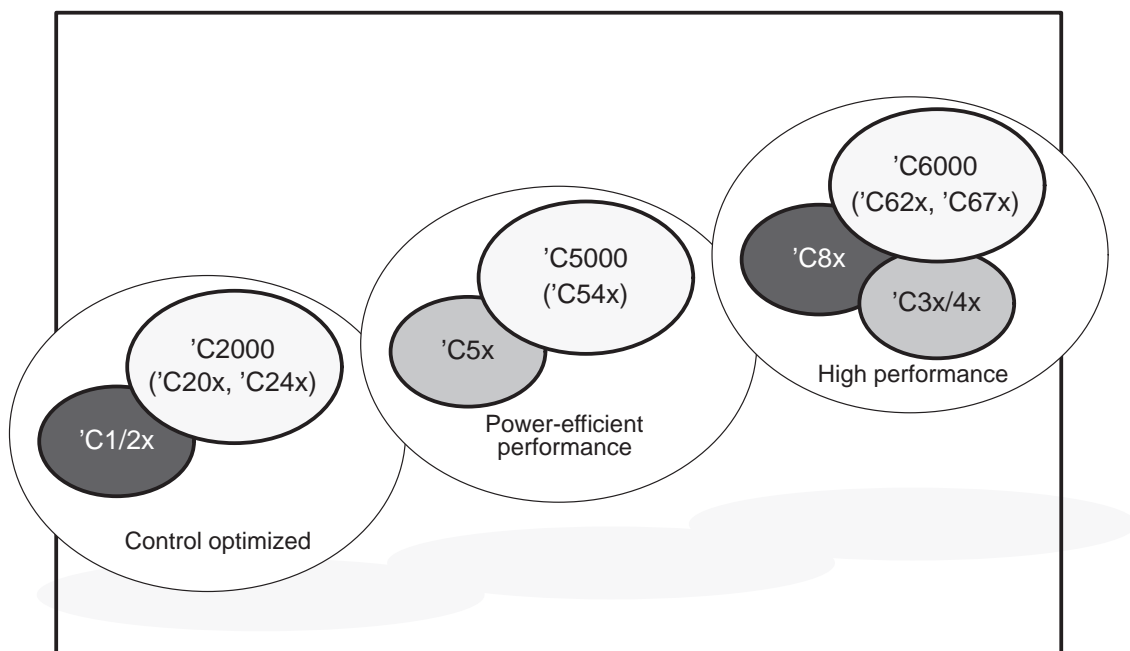 ’C2000
(’C20x, ’C24x)
’C1/2x
Control optimized
’C5000
(’C54x)
’C5x
Power-efficient
performance
’C6000
(’C62x, ’C67x)
’C8x
’C3x/4x
High performance